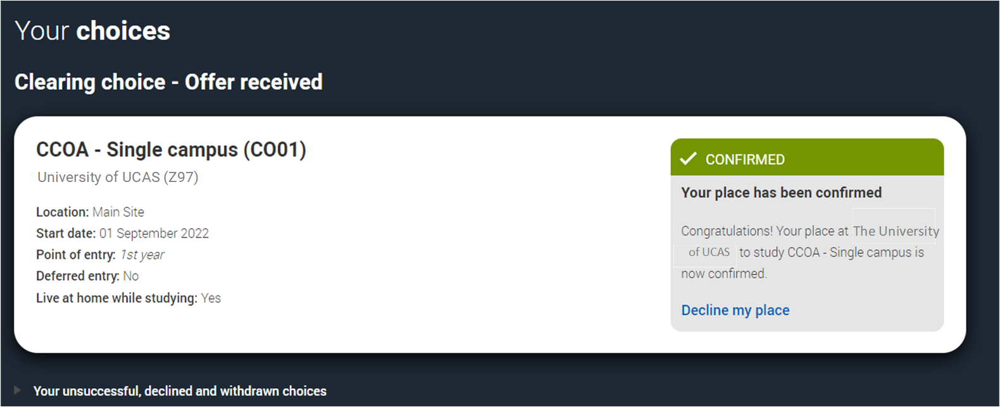 Your choices
Clearing choice - Offer received
CCOA - Single campus (CO01)
University of UCAS (Z97)
Location: Main Site
Start date: 01 September 2022
Point of entry: 1st year
Deferred entry: No
Live at home while studying: Yes
CONFIRMED
Your place has been confirmed
Congratulations! Your place at The University
of UCAS to study CCOA - Single campus is
now confirmed.
Decline my place
Your unsuccessful, declined and withdrawn choices